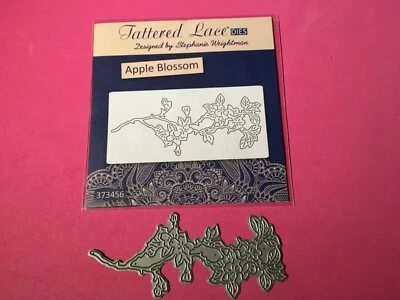 Tattered Lace® DIES
Designed by Stephanie Weightman
Apple Blossom
373456